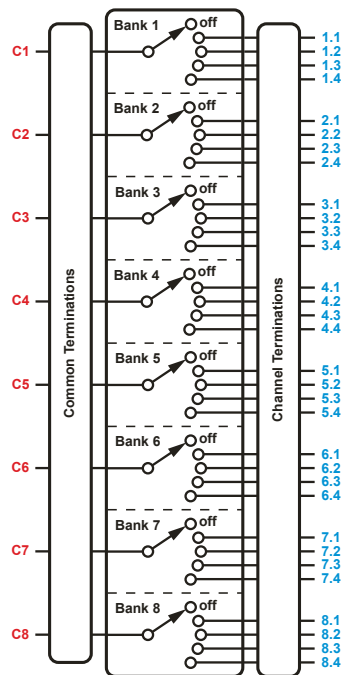 Bank 1 off
1.1
C1
1.2
1.3
1.4
Bank 2 off
2.1
C2
2.2
2.3
2.4
Bank 3 off
3.1
C3
3.2
3.3
3.4
Bank 4 off
4.1
C4
4.2
4.3
4.4
Common Terminations
Channel Terminations
Bank 5 off
5.1
C5
5.2
5.3
5.4
Bank 6 off
6.1
C6
6.2
6.3
6.4
Bank 7 off
7.1
C7
7.2
7.3
7.4
Bank 8 off
8.1
C8
8.2
8.3
8.4